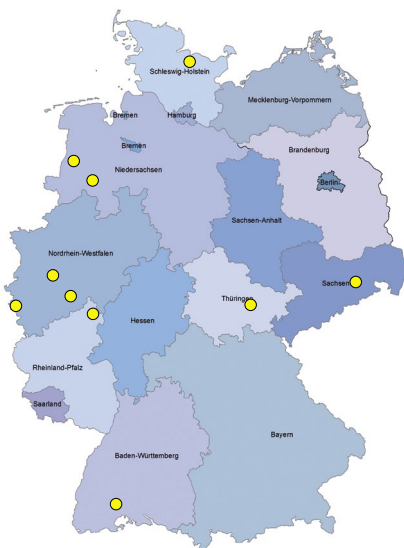 Schleswig-Holstein
Mecklenburg-Vorpommern
Bremen
Hamburg
Bremen
Brandenburg
Niedersachsen
Berlin
Sachsen-Anhalt
Nordrhein-Westfalen
Sachsen
Thüringen
Hessen
Rheinland-Pfalz
Saarland
Bayern
Baden-Württemberg